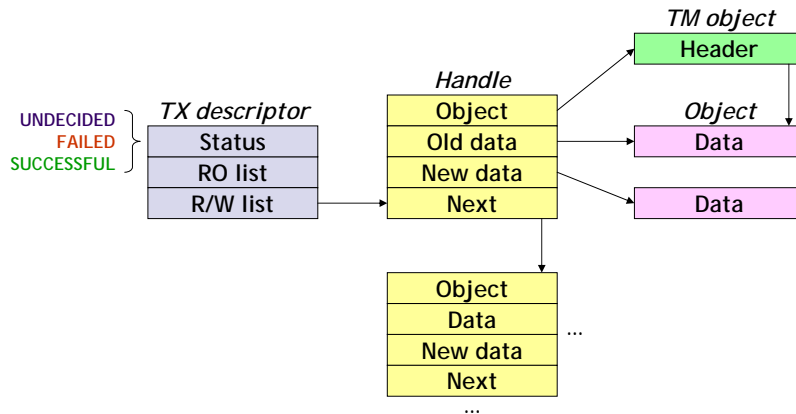 TM object
Header
Handle
TX descriptor
Object
Object
UNDECIDED
FAILED
SUCCESSFUL
Status
Old data
Data
RO list
New data
R/W list
Next
Data
Object
Data
...
New data
Next
...